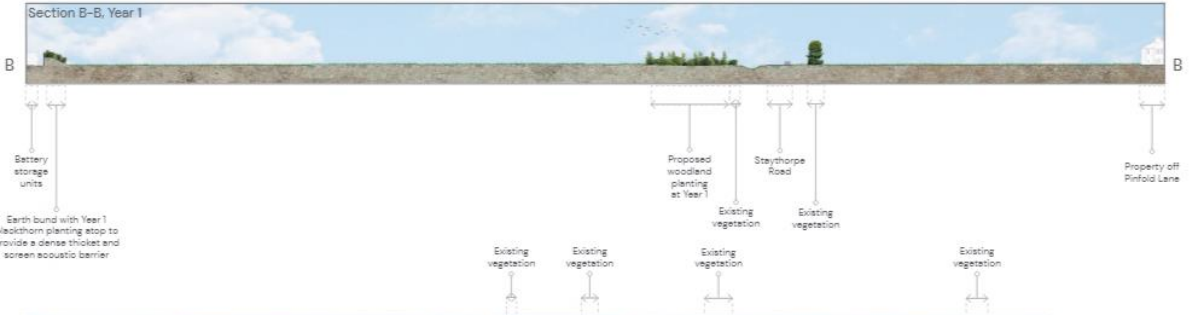 Section B-B, Year 1
B
B
Battery
storage
units
Earth bund with Year 1
blackthorn planting atop to
provide a dense thicket and
screen acoustic barrier
Proposed
woodland
planting
at Year 1
Existing
vegetation
Staythorpe
Road
Existing
vegetation
Property off
Pinfold Lane
Existing
vegetation
Existing
vegetation
Existing
vegetation
Existing
vegetation